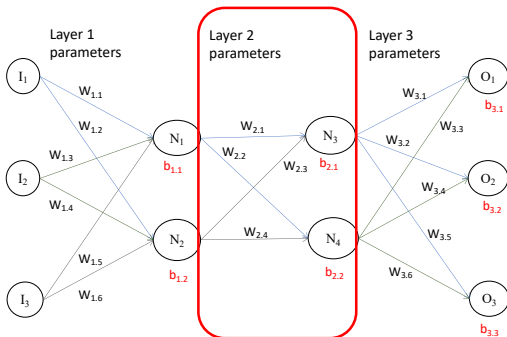 Layer 1
parameters
Layer 2
parameters
Layer 3
parameters
I1
W1.1
W1.2
I2
W1.3
W1.4
I3
W1.5
W1.6
N1
b1.1
N2
b1.2
W2.1
W2.2
W2.3
W2.4
N3
b2.1
N4
b2.2
W3.1
W3.3
W3.2
W3.4
W3.5
W3.6
O1
b3.1
O2
b3.2
O3
b3.3